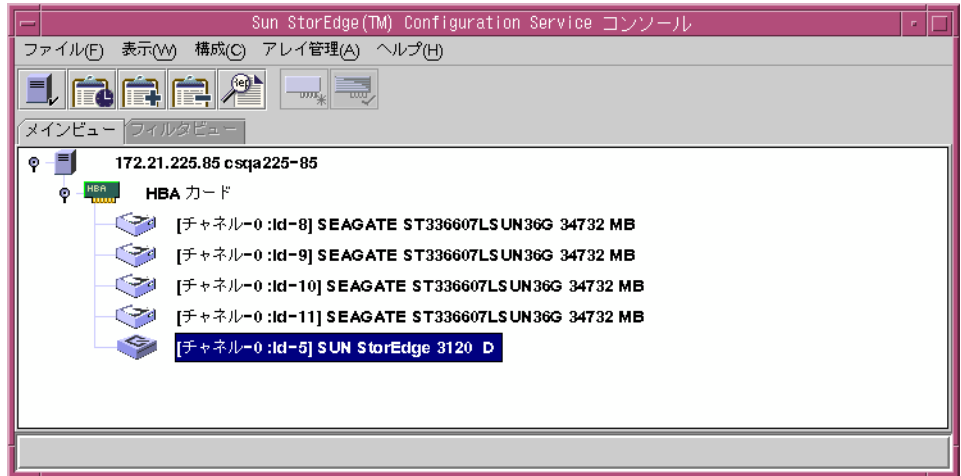 Sun StorEdge(TM) Configuration Service コンソール
ファイル(F) 表示(W) 構成(C) アレイ管理(A) ヘルプ(H)
rep
メインビュー フィルタビュー
172.21.225.85 csqa225-85
HBA HBA カード
[チャネル-0 :Id-8] SEAGATE ST336607LSUN36G 34732 MB
[チャネル-0 :Id-9] SEAGATE ST336607LSUN36G 34732 MB
[チャネル-0 :Id-10] SEAGATE ST336607LSUN36G 34732 MB
[チャネル-0 :Id-11] SEAGATE ST336607LSUN36G 34732 MB
[チャネル-0 :Id-5] SUN StorEdge 3120 D